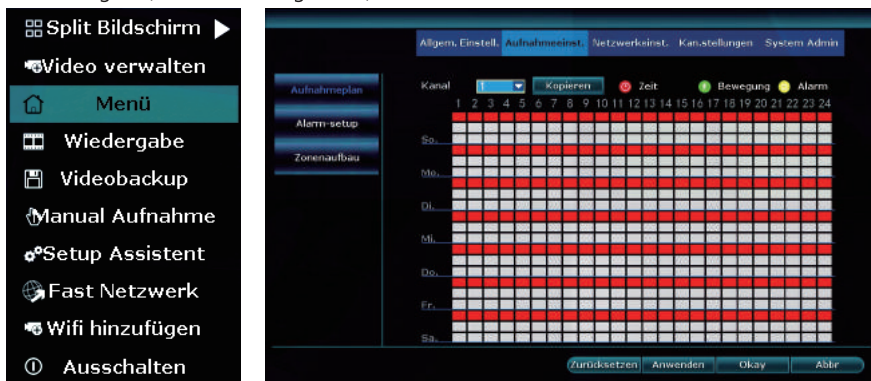 Split Bildschirm
Video verwalten
Menü
Wiedergabe
Videobackup
Manual Aufnahme
Setup Assistent
Fast Netzwerk
Wifi hinzufügen
Ausschalten
Allgem. Einstell. Aufnahmeeinst. Netzwerkeinst. Kan.stellungen System Admin
Aufnahmeplan
Alarm-setup
Zonenaufbau
Kanal 1 Kopieren Zeit Bewegung Alarm
1 2 3 4 5 6 7 8 9 10 11 12 13 14 15 16 17 18 19 20 21 22 23 24
So.
Mo.
Di.
Mi.
Do.
Fr.
Sa.
Zurücksetzen Anwenden Okay Abbr